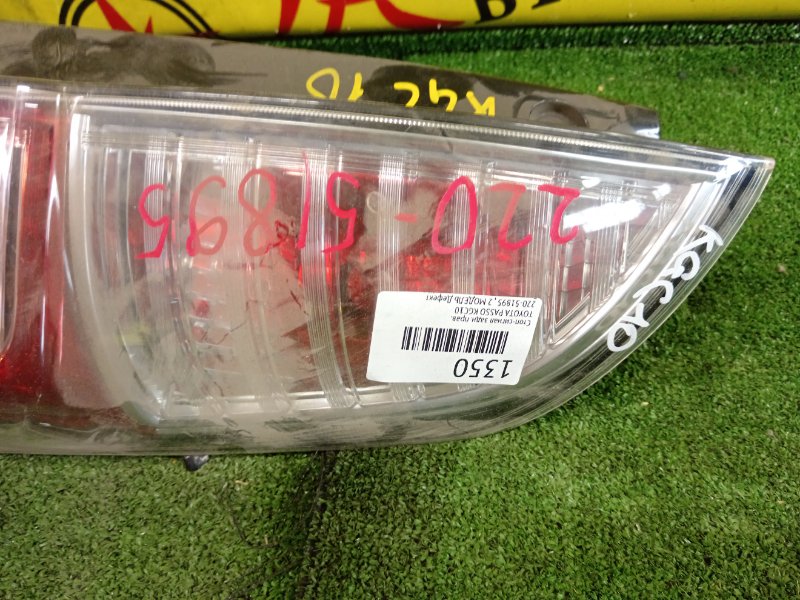 KGC10
220-51895
KGC10
1350
Стоп-сигнал задн прав.
TOYOTA PASSO KGC10
220-51895, 2 МОДЕЛЬ Дефект